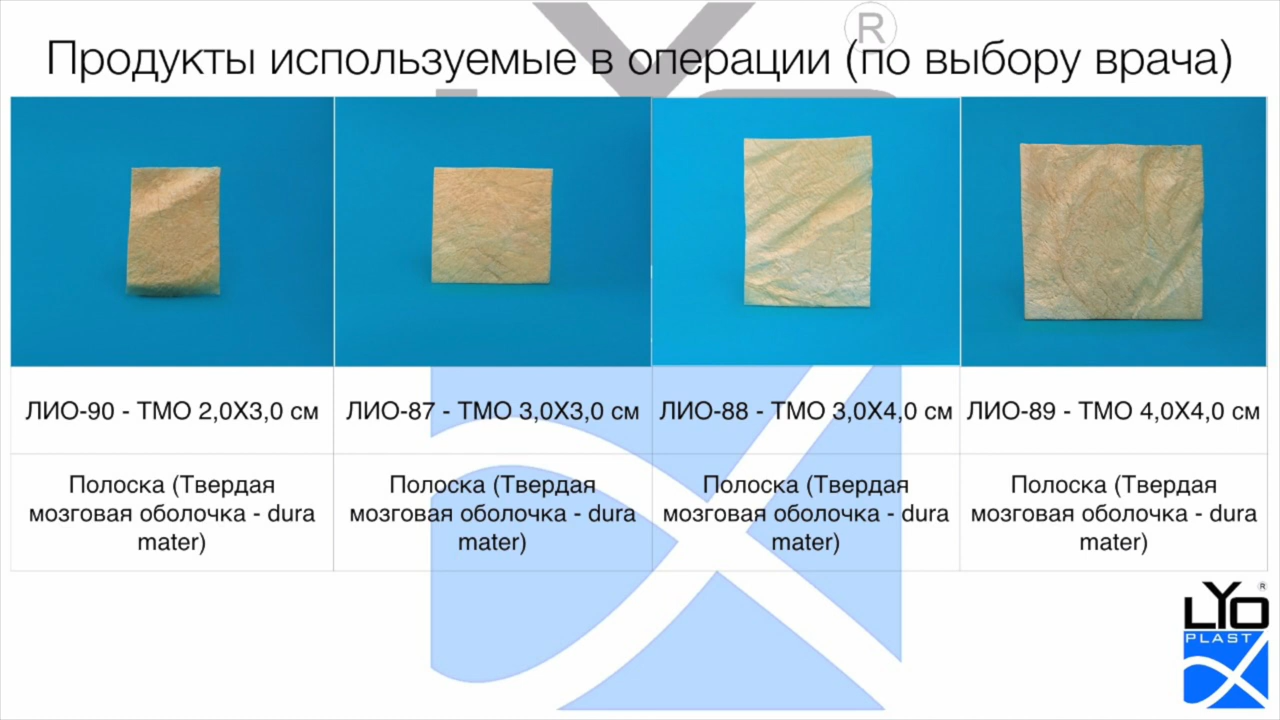 Продукты используемые в операции (по выбору врача)
ЛИО-90 - ТМО 2,0Х3,0 см
ЛИО-87 - ТМО 3,0Х3,0 см
ЛИО-88 - ТМО 3,0Х4,0 см
ЛИО-89 - ТМО 4,0Х4,0 см
Полоска (Твердая
мозговая оболочка - dura
mater)
Полоска (Твердая
мозговая оболочка - dura
mater)
Полоска (Твердая
мозговая оболочка - dura
mater)
Полоска (Твердая
мозговая оболочка - dura
mater)
LYO ®
PLAST